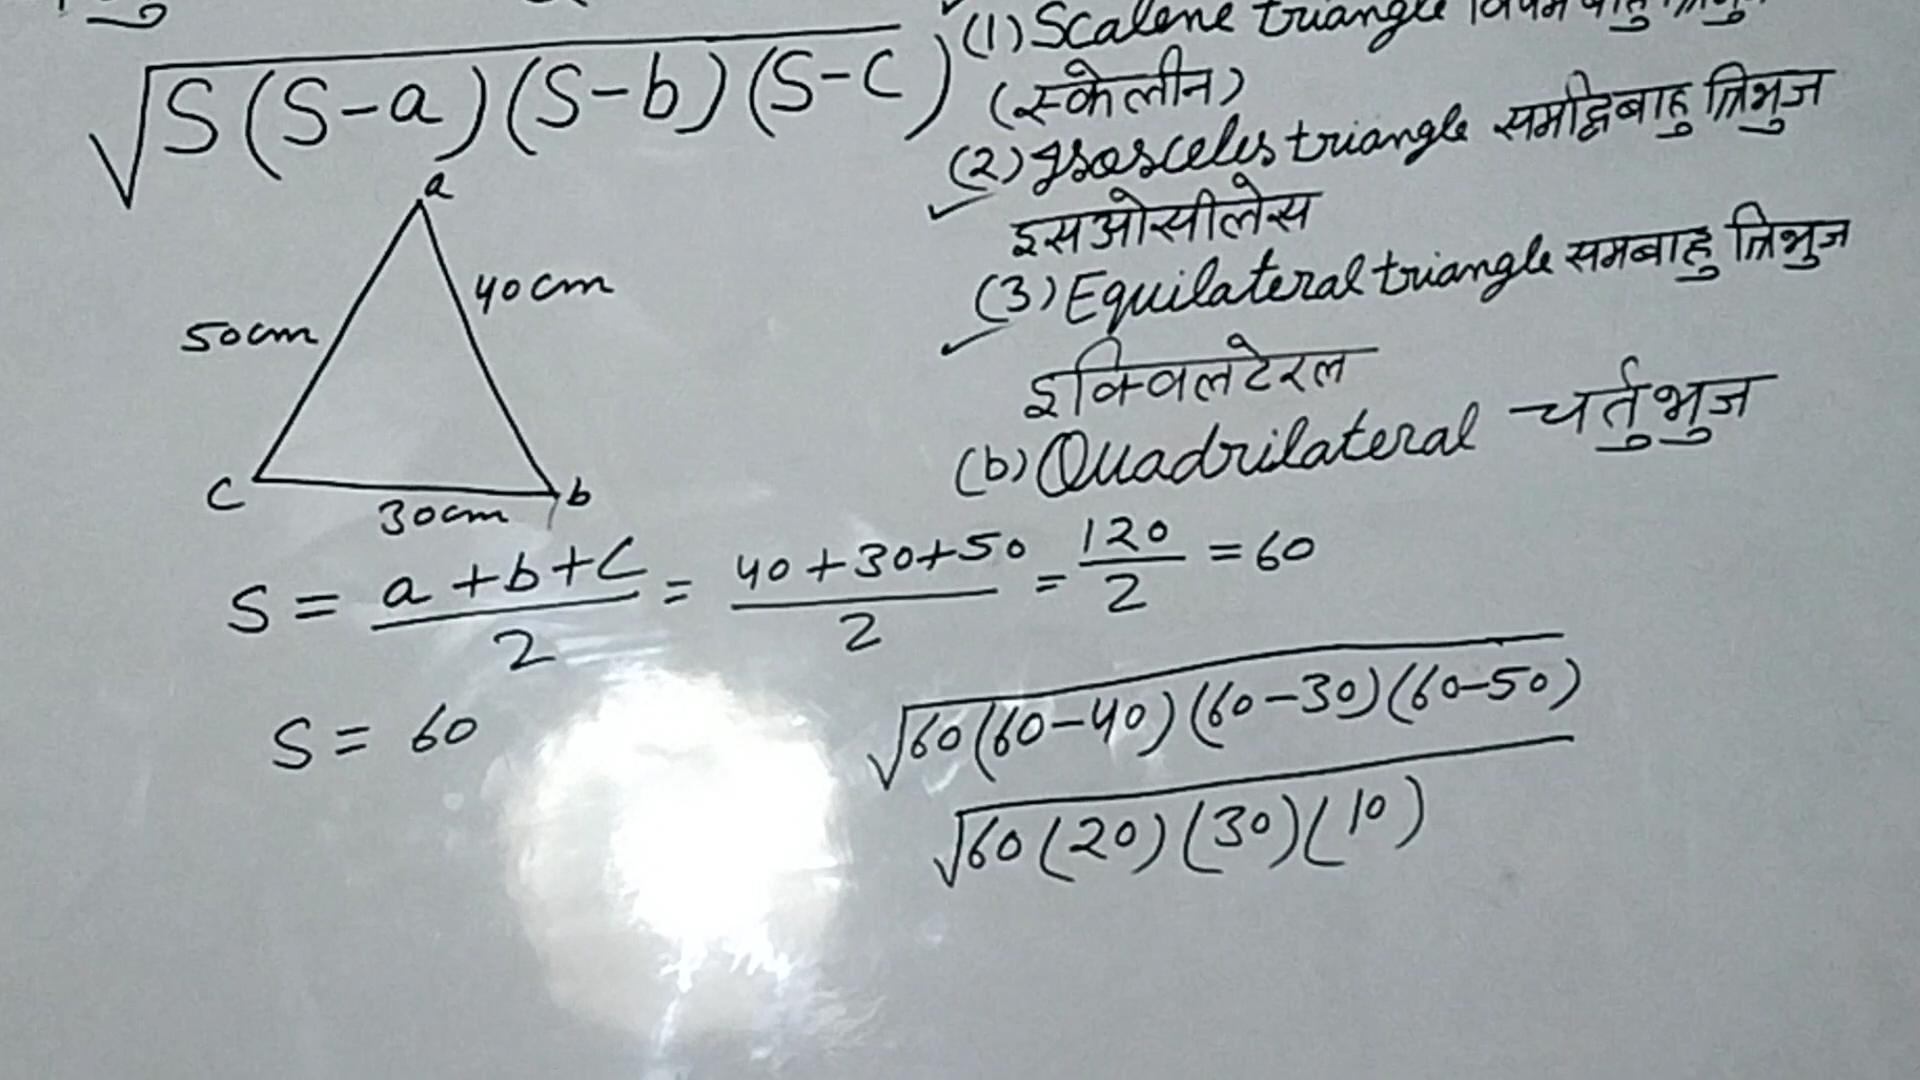 √S(S-a)(S-b)(S-c)
a
50cm
40cm
c
30cm
b
(1) Scalene triangle
(स्केलीन)
(2) Isosceles triangle समद्विबाहु त्रिभुज
इसओसीलेस
(3) Equilateral triangle समबाहु त्रिभुज
इक्विलटेरल
(b) Quadrilateral चर्तुभुज
S = a+b+c/2 = 40+30+50/2 = 120/2 = 60
S = 60
√60(60-40)(60-30)(60-50)
√60(20)(30)(10)